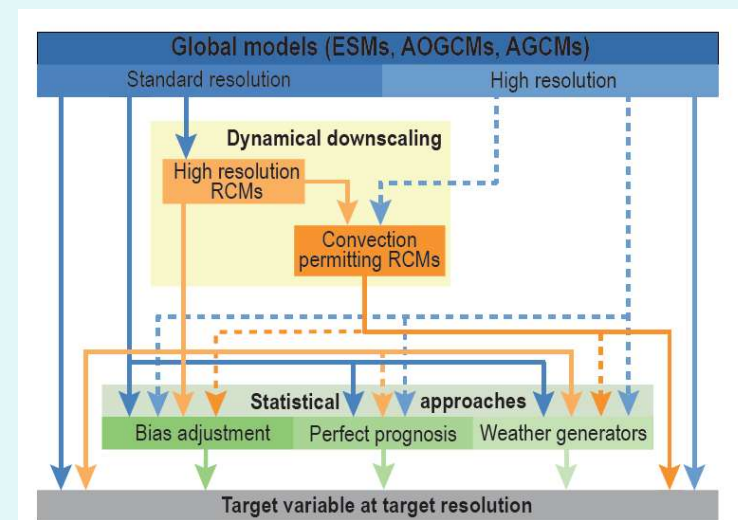 Global models (ESMs, AOGCMs, AGCMs)
Standard resolution
High resolution
Dynamical downscaling
High resolution
RCMs
Convection
permitting RCMs
Statistical approaches
Bias adjustment
Perfect prognosis
Weather generators
Target variable at target resolution